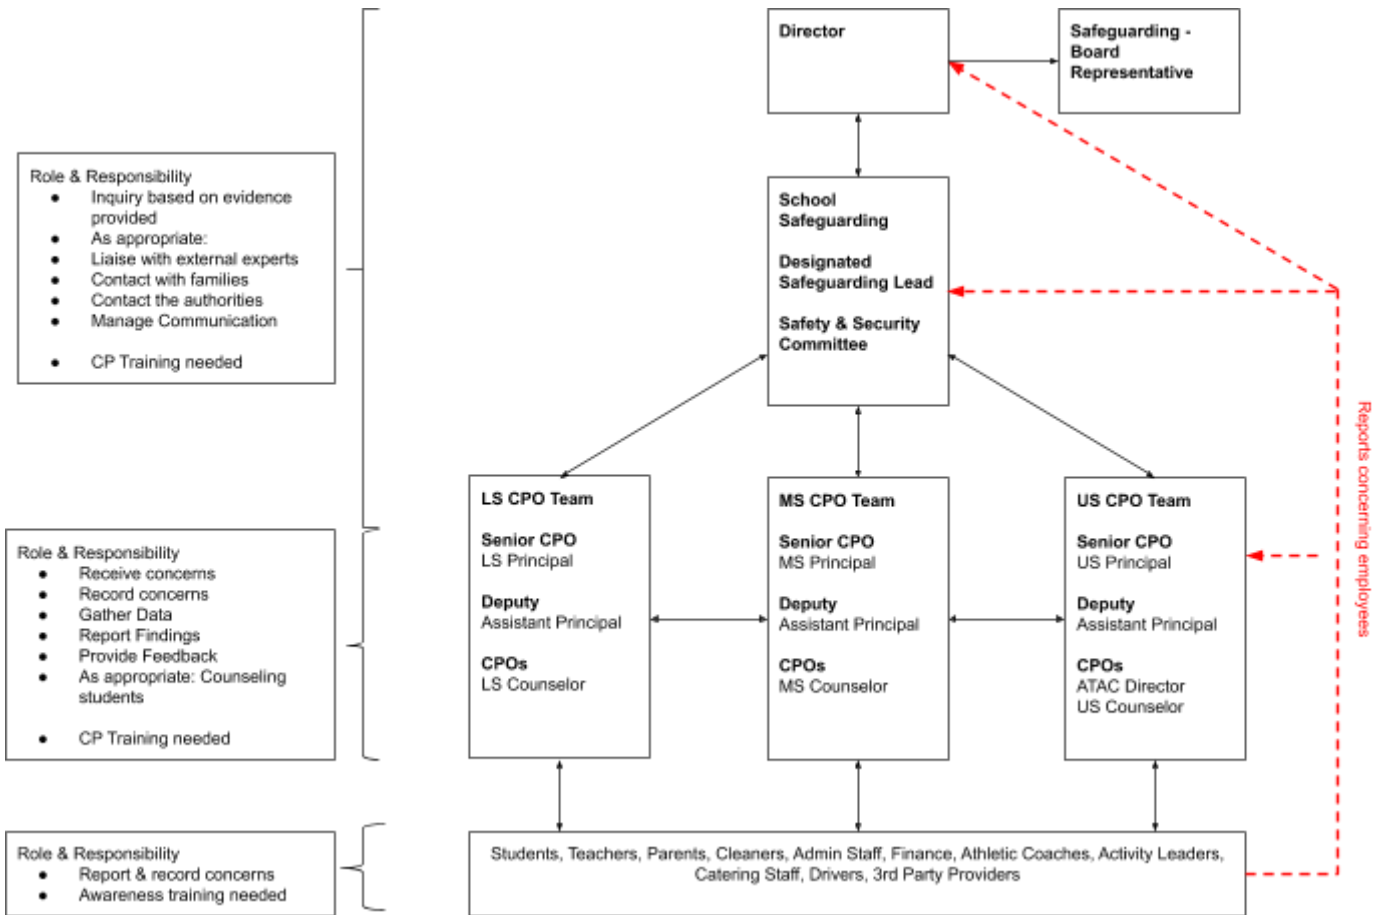 Director
Safeguarding -
Board
Representative
Role & Responsibility
● Inquiry based on evidence
provided
● As appropriate:
● Liaise with external experts
● Contact with families
● Contact the authorities
● Manage Communication
● CP Training needed
School
Safeguarding
Designated
Safeguarding Lead
Safety & Security
Committee
Reports concerning employees
Role & Responsibility
● Receive concerns
● Record concerns
● Gather Data
● Report Findings
● Provide Feedback
● As appropriate: Counseling
students
● CP Training needed
LS CPO Team
Senior CPO
LS Principal
Deputy
Assistant Principal
CPOs
LS Counselor
MS CPO Team
Senior CPO
MS Principal
Deputy
Assistant Principal
CPOs
MS Counselor
US CPO Team
Senior CPO
US Principal
Deputy
Assistant Principal
CPOs
ATAC Director
US Counselor
Role & Responsibility
● Report & record concerns
● Awareness training needed
Students, Teachers, Parents, Cleaners, Admin Staff, Finance, Athletic Coaches, Activity Leaders,
Catering Staff, Drivers, 3rd Party Providers